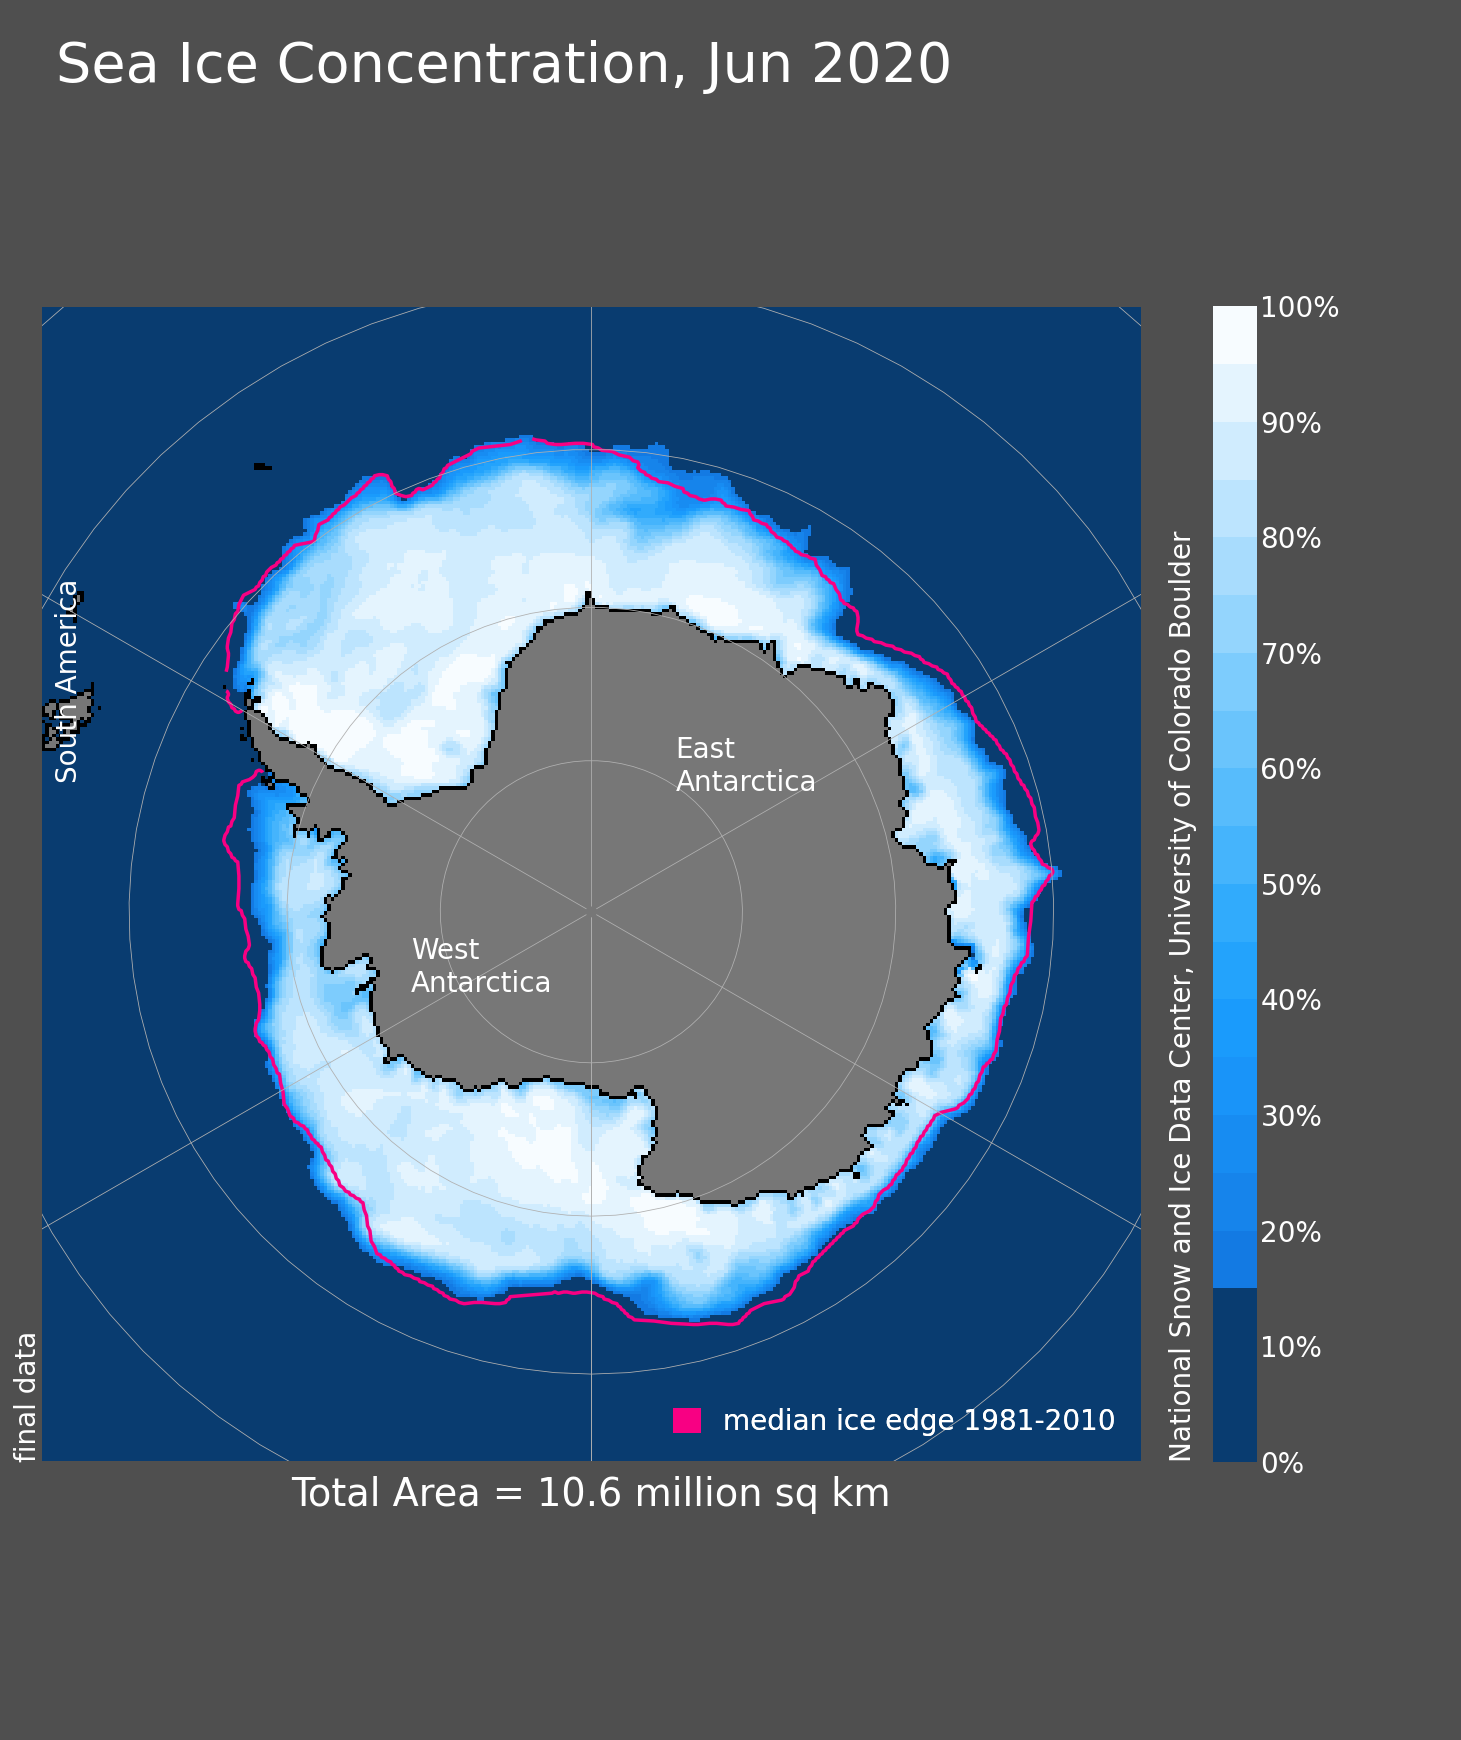 Sea Ice Concentration, Jun 2020
South America
East
Antarctica
West
Antarctica
median ice edge 1981-2010
final data
Total Area = 10.6 million sq km
National Snow and Ice Data Center, University of Colorado Boulder
100%
90%
80%
70%
60%
50%
40%
30%
20%
10%
0%